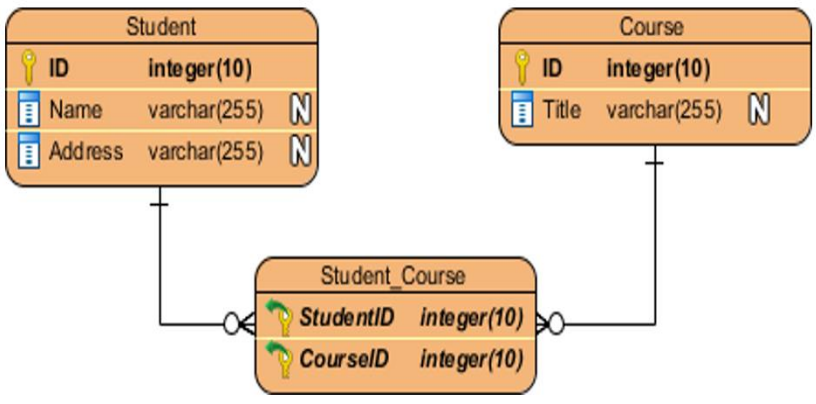 Student
ID integer(10)
Name varchar(255) N
Address varchar(255) N
Course
ID integer(10)
Title varchar(255) N
Student_Course
StudentID integer(10)
CourseID integer(10)